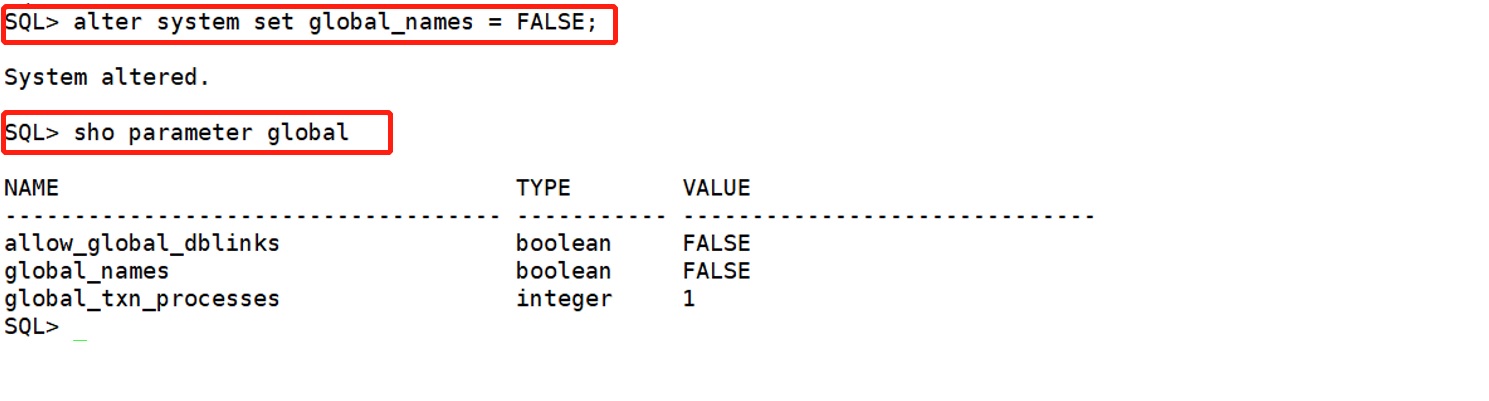 SQL> alter system set global_names = FALSE;
System altered.
SQL> sho parameter global
NAME                                 TYPE        VALUE
------------------------------------ ----------- ------------------------------
allow_global_dblinks                 boolean     FALSE
global_names                         boolean     FALSE
global_txn_processes                 integer     1
SQL> _